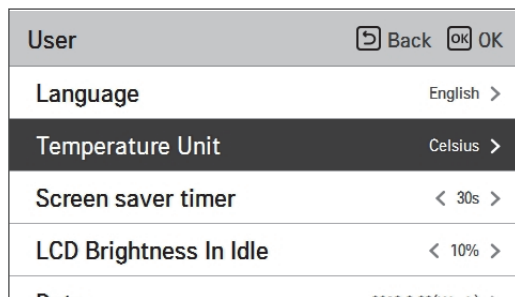 User Back OK OK
Language English >
Temperature Unit Celsius >
Screen saver timer < 30s >
LCD Brightness In Idle < 10% >